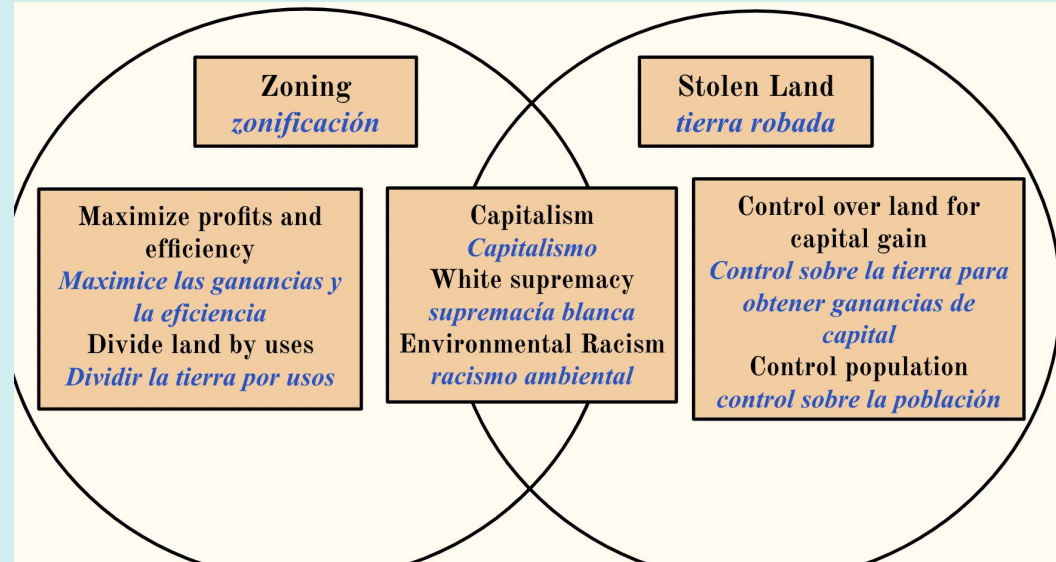 Zoning
zonificación
Stolen Land
tierra robada
Maximize profits and
efficiency
Maximice las ganancias y
la eficiencia
Divide land by uses
Dividir la tierra por usos
Capitalism
Capitalismo
White supremacy
supremacía blanca
Environmental Racism
racismo ambiental
Control over land for
capital gain
Control sobre la tierra para
obtener ganancias de
capital
Control population
control sobre la población